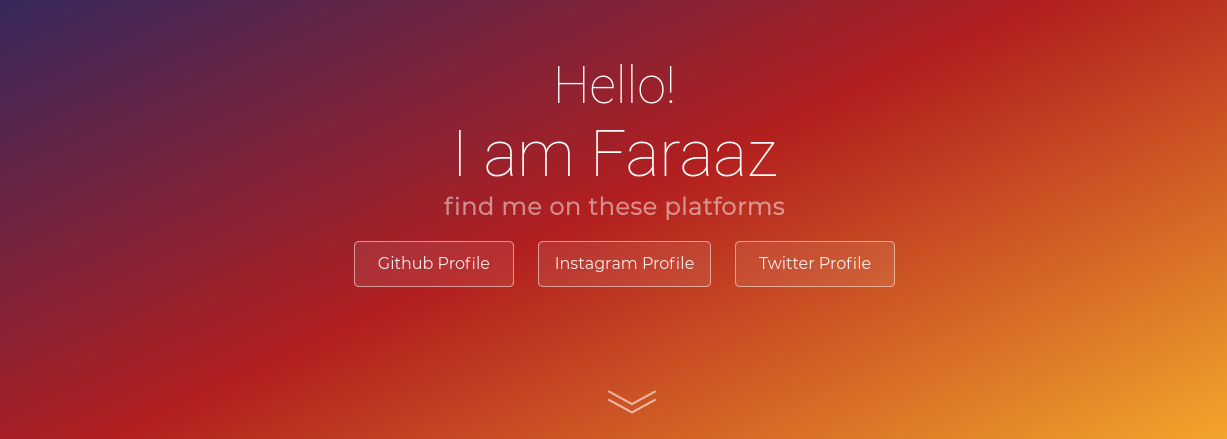 Hello!
I am Faraaz
find me on these platforms
Github Profile
Instagram Profile
Twitter Profile